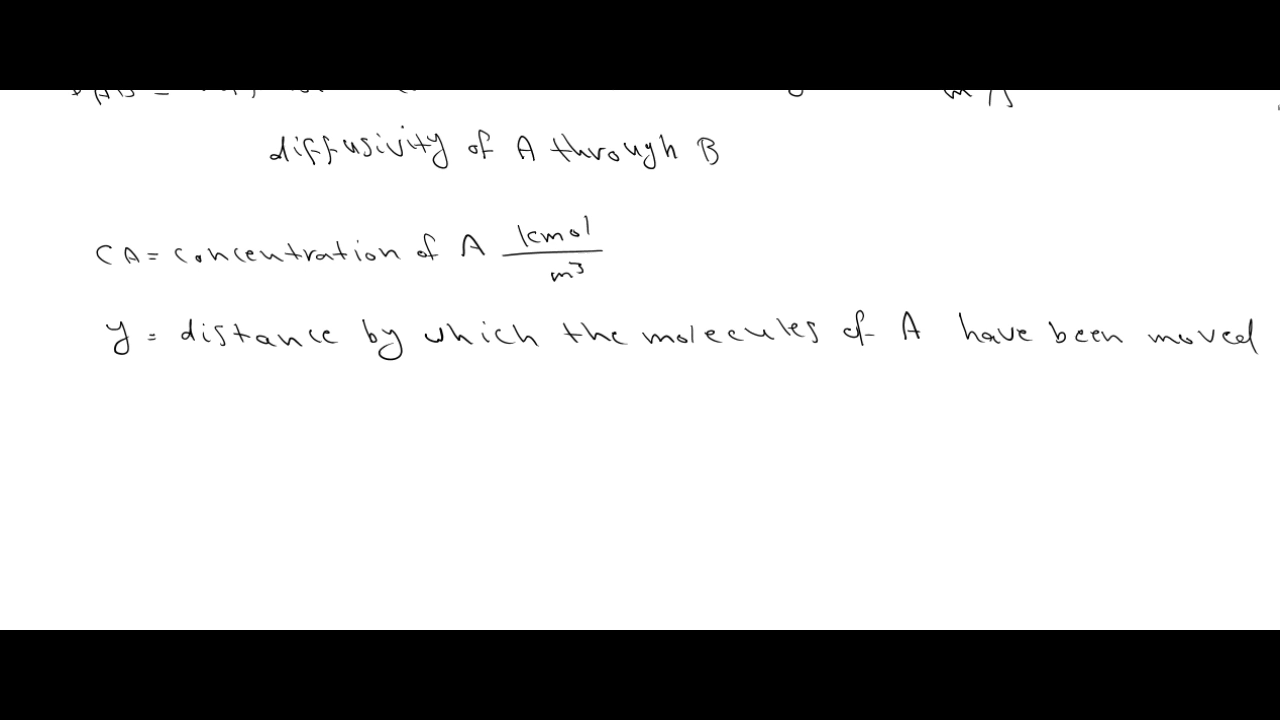 diffusivity of A through B
CA = concentration of A kmol/m³
y = distance by which the molecules of A have been moved